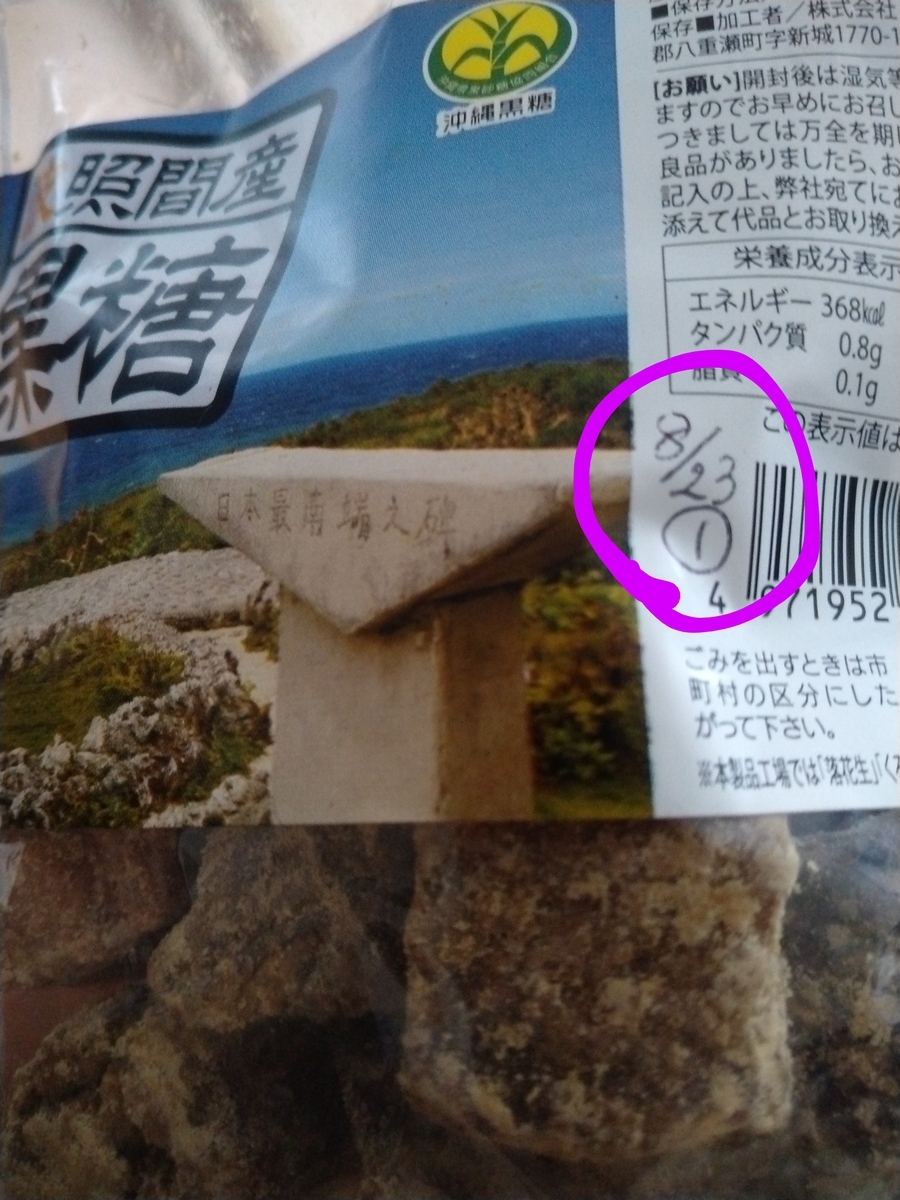 沖縄黒糖
照間産
黒糖
日本最南端之碑
■保存方法
保存■加工者／株式会社
郡八重瀬町字新城1770-1
[お願い]開封後は湿気等
ますのでお早めにお召し
つきましては万全を期
良品がありましたら、お
記入の上、弊社宛てにお
添えて代品とお取り換え
栄養成分表示
エネルギー 368kcal
タンパク質 0.8g
脂質 0.1g
この表示値は
8/23
①
4 971952
ごみを出すときは市
町村の区分にした
がって下さい。
※本製品工場では「落花生」「く